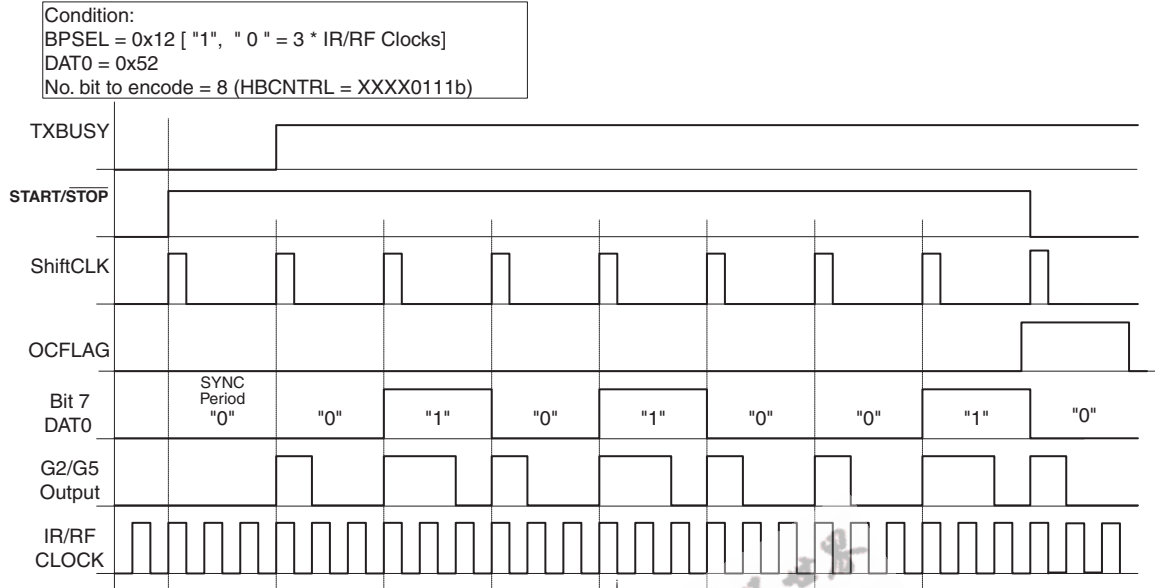 Condition:
BPSEL = 0x12 [ "1", " 0 " = 3 * IR/RF Clocks]
DAT0 = 0x52
No. bit to encode = 8 (HBCNTRL = XXXX0111b)
TXBUSY
START/STOP
ShiftCLK
OCFLAG
SYNC
Period
Bit 7
DAT0
"0" "0" "1" "0" "1" "0" "0" "1" "0"
G2/G5
Output
IR/RF
CLOCK